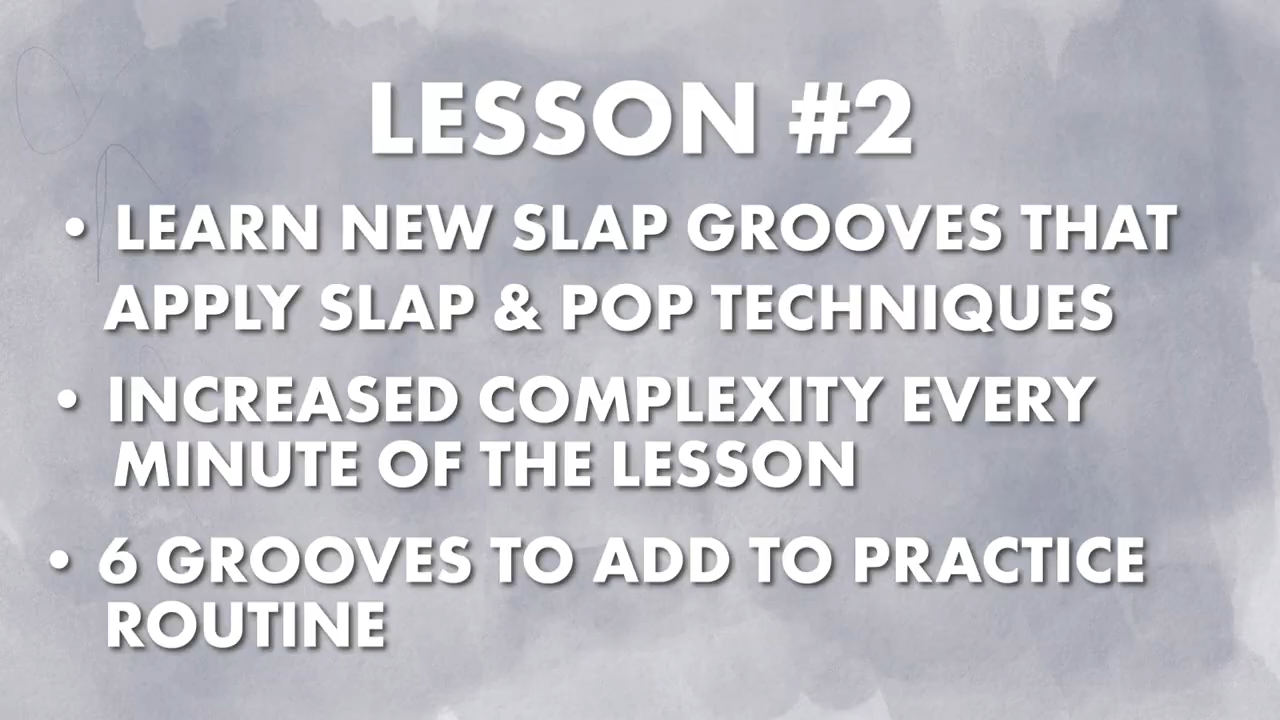 LESSON #2
• LEARN NEW SLAP GROOVES THAT
APPLY SLAP & POP TECHNIQUES
• INCREASED COMPLEXITY EVERY
MINUTE OF THE LESSON
• 6 GROOVES TO ADD TO PRACTICE
ROUTINE